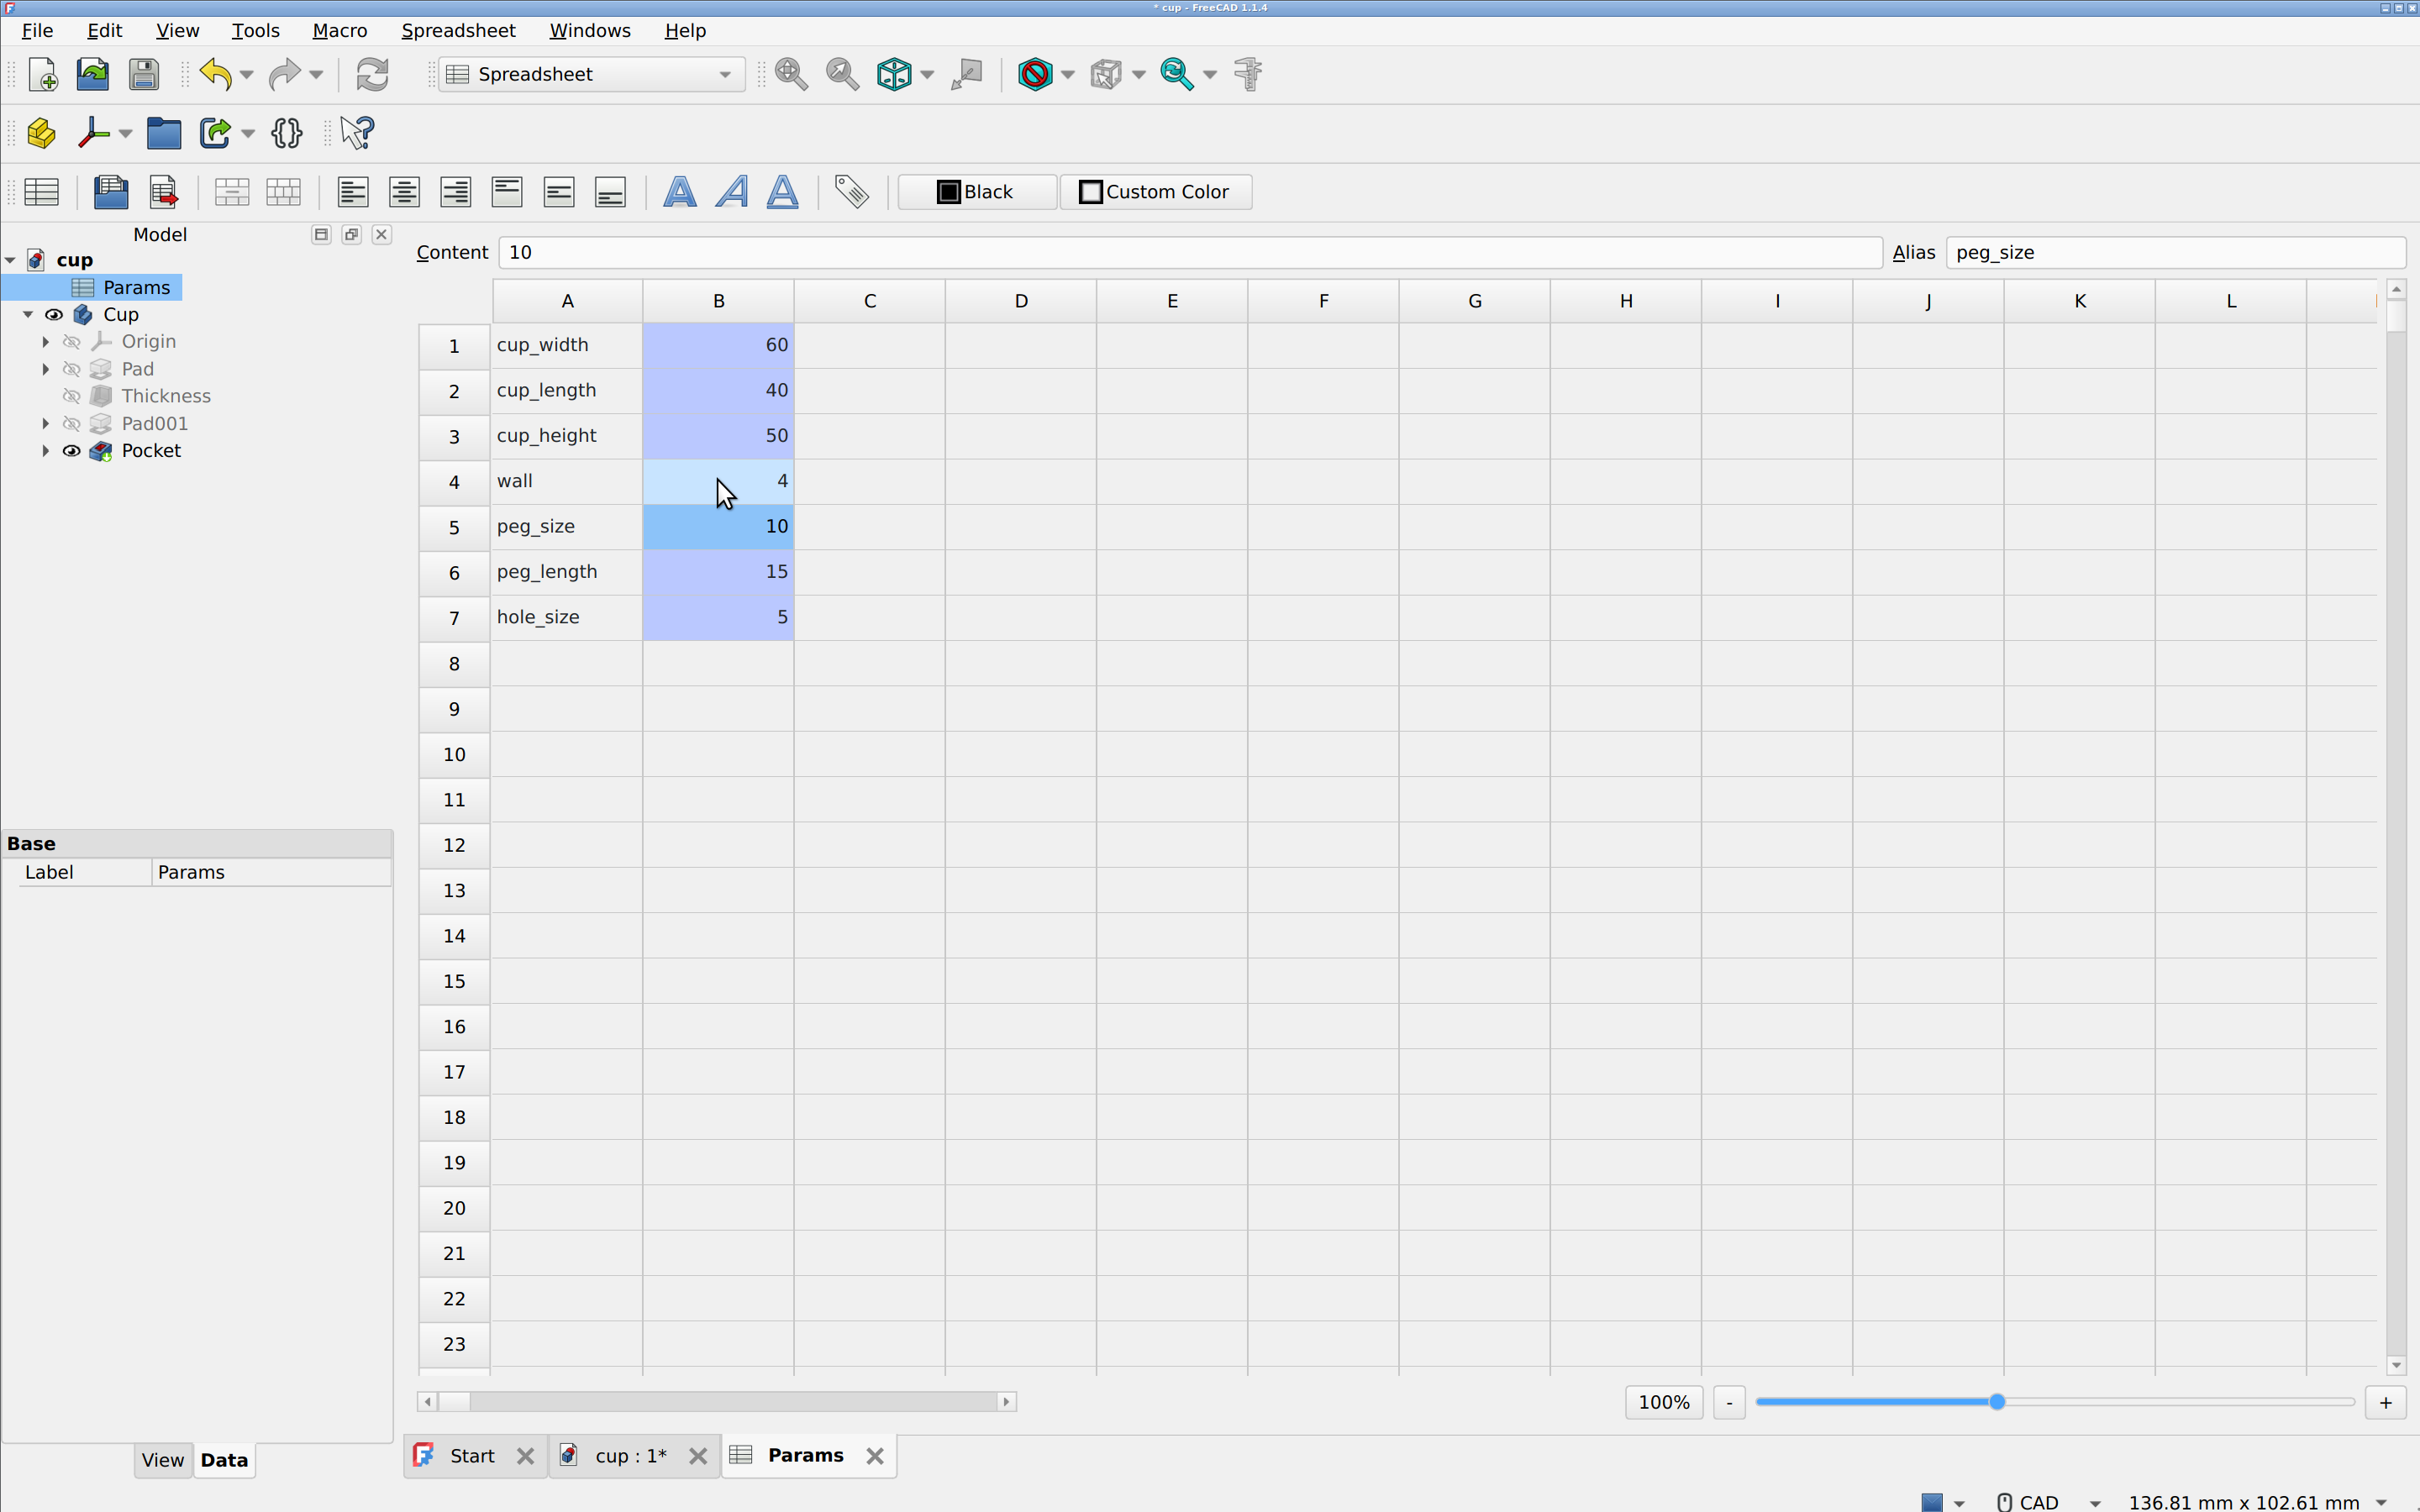 * cup - FreeCAD 1.1.4
File Edit View Tools Macro Spreadsheet Windows Help
Spreadsheet
Black Custom Color
Model
Content 10 Alias peg_size
cup
Params
Cup
Origin
Pad
Thickness
Pad001
Pocket
A B C D E F G H I J K L
1 cup_width 60
2 cup_length 40
3 cup_height 50
4 wall 4
5 peg_size 10
6 peg_length 15
7 hole_size 5
8
9
10
11
12
13
14
15
16
17
18
19
20
21
22
23
Base
Label Params
100% - +
View Data
Start cup : 1* Params
CAD 136.81 mm x 102.61 mm